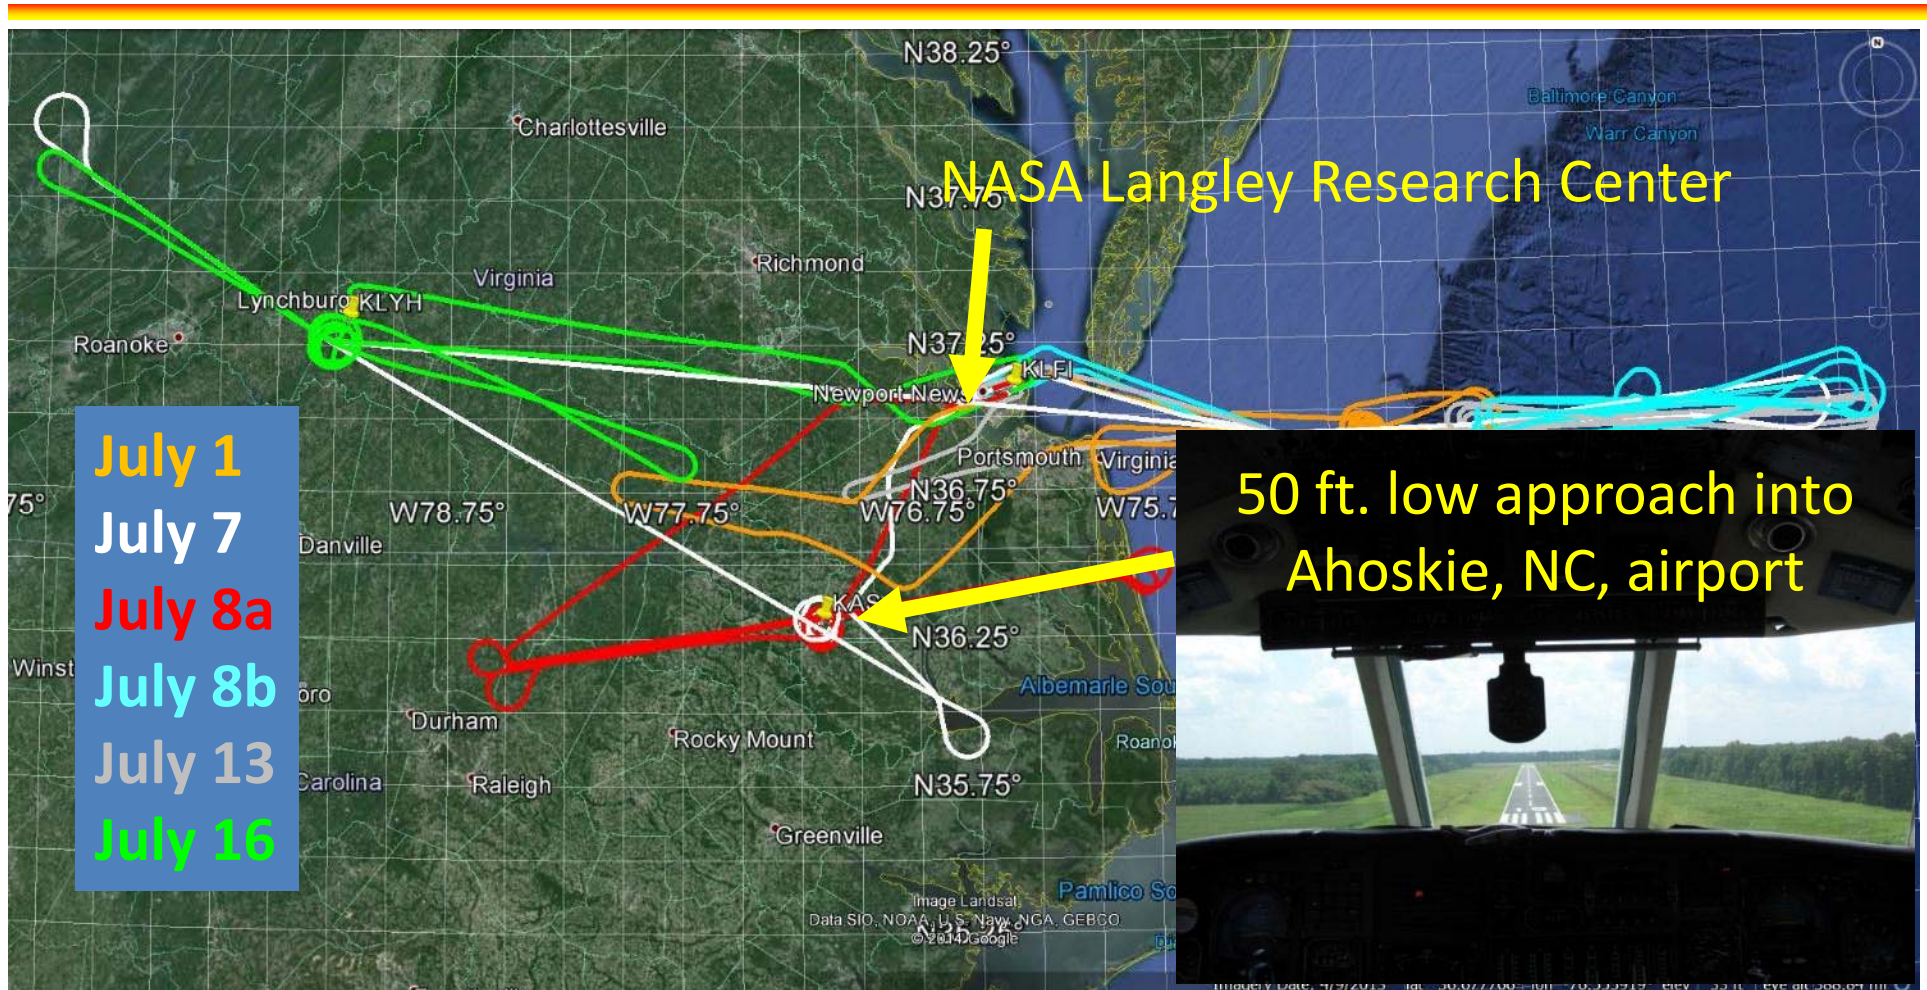 N38.25°
Baltimore Canyon
Charlottesville
Warr Canyon
NASA Langley Research Center
N37.75°
Richmond
Virginia
Lynchburg KLYH
Roanoke
N37.25°
KLFI
Newport News
July 1
July 7
July 8a
July 8b
July 13
July 16
Portsmouth
Virginia
50 ft. low approach into
Ahoskie, NC, airport
N36.75°
75°
W78.75°
W77.75°
W76.75°
W75.7
Danville
KAS
N36.25°
Winst
oro
Albemarle Sou
Durham
Rocky Mount
Roanok
Carolina
Raleigh
N35.75°
Greenville
Pamlico So
Image Landsat
Data SIO, NOAA, U.S. Navy, NGA, GEBCO
© 2014 Google